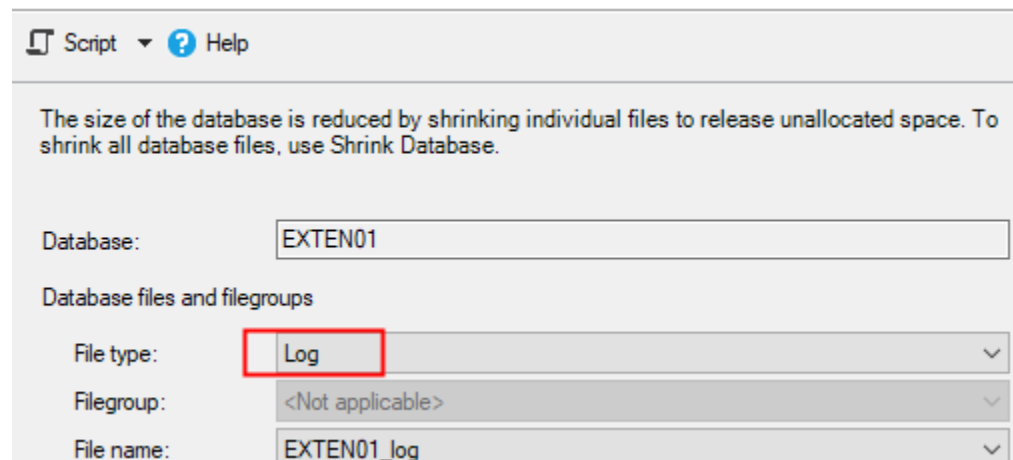 Script Help
The size of the database is reduced by shrinking individual files to release unallocated space. To
shrink all database files, use Shrink Database.
Database: EXTEN01
Database files and filegroups
File type: Log
Filegroup: <Not applicable>
File name: EXTEN01_log